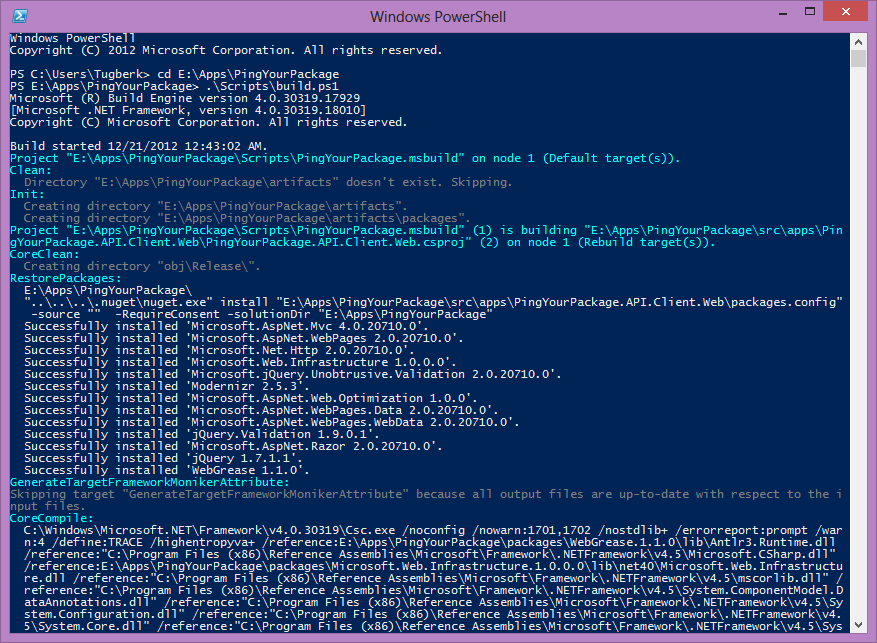 Windows PowerShell
Windows PowerShell
Copyright (C) 2012 Microsoft Corporation. All rights reserved.
PS C:\Users\Tugberk> cd E:\Apps\PingYourPackage
PS E:\Apps\PingYourPackage> .\Scripts\build.ps1
Microsoft (R) Build Engine version 4.0.30319.17929
[Microsoft .NET Framework, version 4.0.30319.18010]
Copyright (C) Microsoft Corporation. All rights reserved.
Build started 12/21/2012 12:43:02 AM.
Project "E:\Apps\PingYourPackage\Scripts\PingYourPackage.msbuild" on node 1 (Default target(s)).
Clean:
  Directory "E:\Apps\PingYourPackage\artifacts" doesn't exist. Skipping.
Init:
  Creating directory "E:\Apps\PingYourPackage\artifacts".
  Creating directory "E:\Apps\PingYourPackage\artifacts\packages".
Project "E:\Apps\PingYourPackage\Scripts\PingYourPackage.msbuild" (1) is building "E:\Apps\PingYourPackage\src\apps\Pin
gYourPackage.API.Client.Web\PingYourPackage.API.Client.Web.csproj" (2) on node 1 (Rebuild target(s)).
CoreClean:
  Creating directory "obj\Release\".
RestorePackages:
  E:\Apps\PingYourPackage\
  "..\..\..\.nuget\nuget.exe" install "E:\Apps\PingYourPackage\src\apps\PingYourPackage.API.Client.Web\packages.config"
   -source ""  -RequireConsent -solutionDir "E:\Apps\PingYourPackage"
  Successfully installed 'Microsoft.AspNet.Mvc 4.0.20710.0'.
  Successfully installed 'Microsoft.AspNet.WebPages 2.0.20710.0'.
  Successfully installed 'Microsoft.Net.Http 2.0.20710.0'.
  Successfully installed 'Microsoft.Web.Infrastructure 1.0.0.0'.
  Successfully installed 'Microsoft.jQuery.Unobtrusive.Validation 2.0.20710.0'.
  Successfully installed 'Modernizr 2.5.3'.
  Successfully installed 'Microsoft.AspNet.Web.Optimization 1.0.0'.
  Successfully installed 'Microsoft.AspNet.WebPages.Data 2.0.20710.0'.
  Successfully installed 'Microsoft.AspNet.WebPages.WebData 2.0.20710.0'.
  Successfully installed 'jQuery.Validation 1.9.0.1'.
  Successfully installed 'Microsoft.AspNet.Razor 2.0.20710.0'.
  Successfully installed 'jQuery 1.7.1.1'.
  Successfully installed 'WebGrease 1.1.0'.
GenerateTargetFrameworkMonikerAttribute:
Skipping target "GenerateTargetFrameworkMonikerAttribute" because all output files are up-to-date with respect to the i
nput files.
CoreCompile:
  C:\Windows\Microsoft.NET\Framework\v4.0.30319\Csc.exe /noconfig /nowarn:1701,1702 /nostdlib+ /errorreport:prompt /war
  n:4 /define:TRACE /highentropyva+ /reference:E:\Apps\PingYourPackage\packages\WebGrease.1.1.0\lib\Antlr3.Runtime.dll
  /reference:"C:\Program Files (x86)\Reference Assemblies\Microsoft\Framework\.NETFramework\v4.5\Microsoft.CSharp.dll"
  /reference:E:\Apps\PingYourPackage\packages\Microsoft.Web.Infrastructure.1.0.0.0\lib\net40\Microsoft.Web.Infrastructu
  re.dll /reference:"C:\Program Files (x86)\Reference Assemblies\Microsoft\Framework\.NETFramework\v4.5\mscorlib.dll" /
  reference:"C:\Program Files (x86)\Reference Assemblies\Microsoft\Framework\.NETFramework\v4.5\System.ComponentModel.D
  ataAnnotations.dll" /reference:"C:\Program Files (x86)\Reference Assemblies\Microsoft\Framework\.NETFramework\v4.5\Sy
  stem.Configuration.dll" /reference:"C:\Program Files (x86)\Reference Assemblies\Microsoft\Framework\.NETFramework\v4.
  5\System.Core.dll" /reference:"C:\Program Files (x86)\Reference Assemblies\Microsoft\Framework\.NETFramework\v4.5\Sys